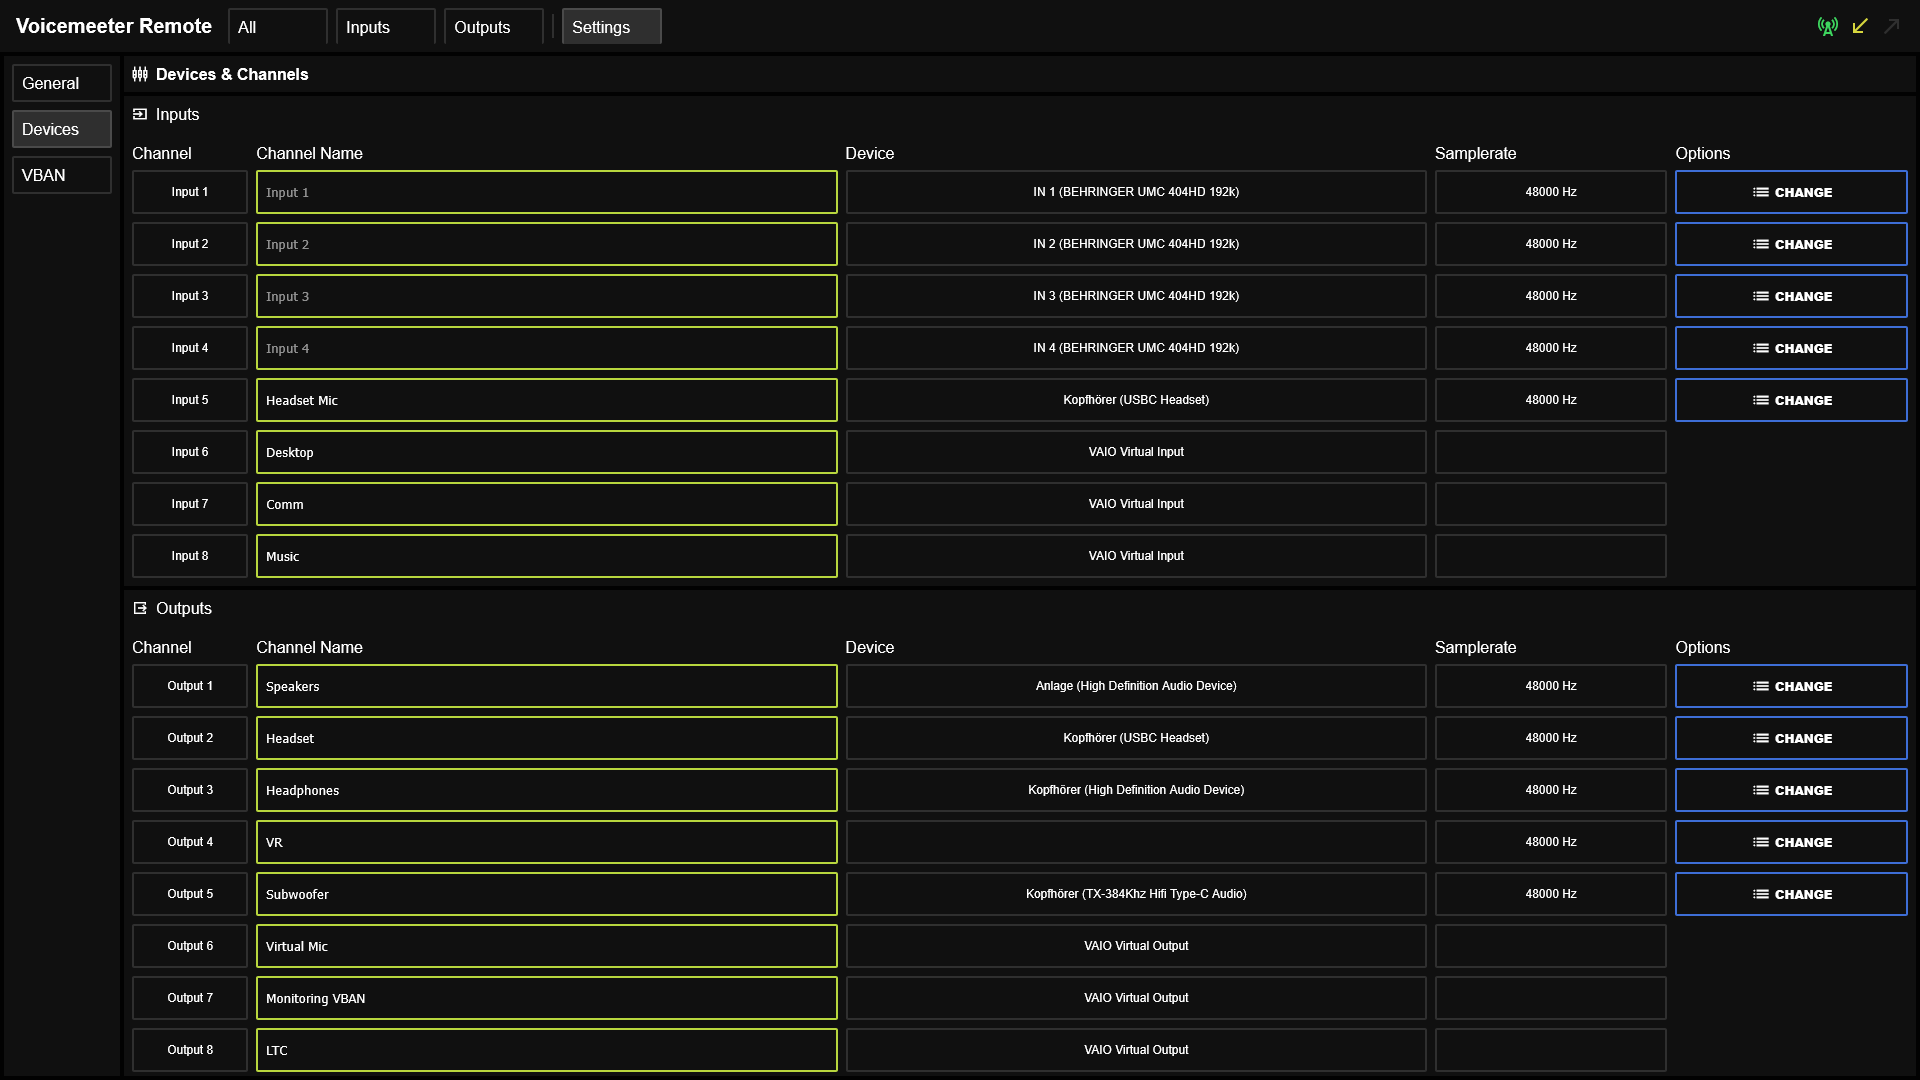 Voicemeeter Remote All Inputs Outputs Settings
General
Devices
VBAN
Devices & Channels
Inputs
Channel Channel Name Device Samplerate Options
Input 1 Input 1 IN 1 (BEHRINGER UMC 404HD 192k) 48000 Hz CHANGE
Input 2 Input 2 IN 2 (BEHRINGER UMC 404HD 192k) 48000 Hz CHANGE
Input 3 Input 3 IN 3 (BEHRINGER UMC 404HD 192k) 48000 Hz CHANGE
Input 4 Input 4 IN 4 (BEHRINGER UMC 404HD 192k) 48000 Hz CHANGE
Input 5 Headset Mic Kopfhörer (USBC Headset) 48000 Hz CHANGE
Input 6 Desktop VAIO Virtual Input
Input 7 Comm VAIO Virtual Input
Input 8 Music VAIO Virtual Input
Outputs
Channel Channel Name Device Samplerate Options
Output 1 Speakers Anlage (High Definition Audio Device) 48000 Hz CHANGE
Output 2 Headset Kopfhörer (USBC Headset) 48000 Hz CHANGE
Output 3 Headphones Kopfhörer (High Definition Audio Device) 48000 Hz CHANGE
Output 4 VR 48000 Hz CHANGE
Output 5 Subwoofer Kopfhörer (TX-384Khz Hifi Type-C Audio) 48000 Hz CHANGE
Output 6 Virtual Mic VAIO Virtual Output
Output 7 Monitoring VBAN VAIO Virtual Output
Output 8 LTC VAIO Virtual Output